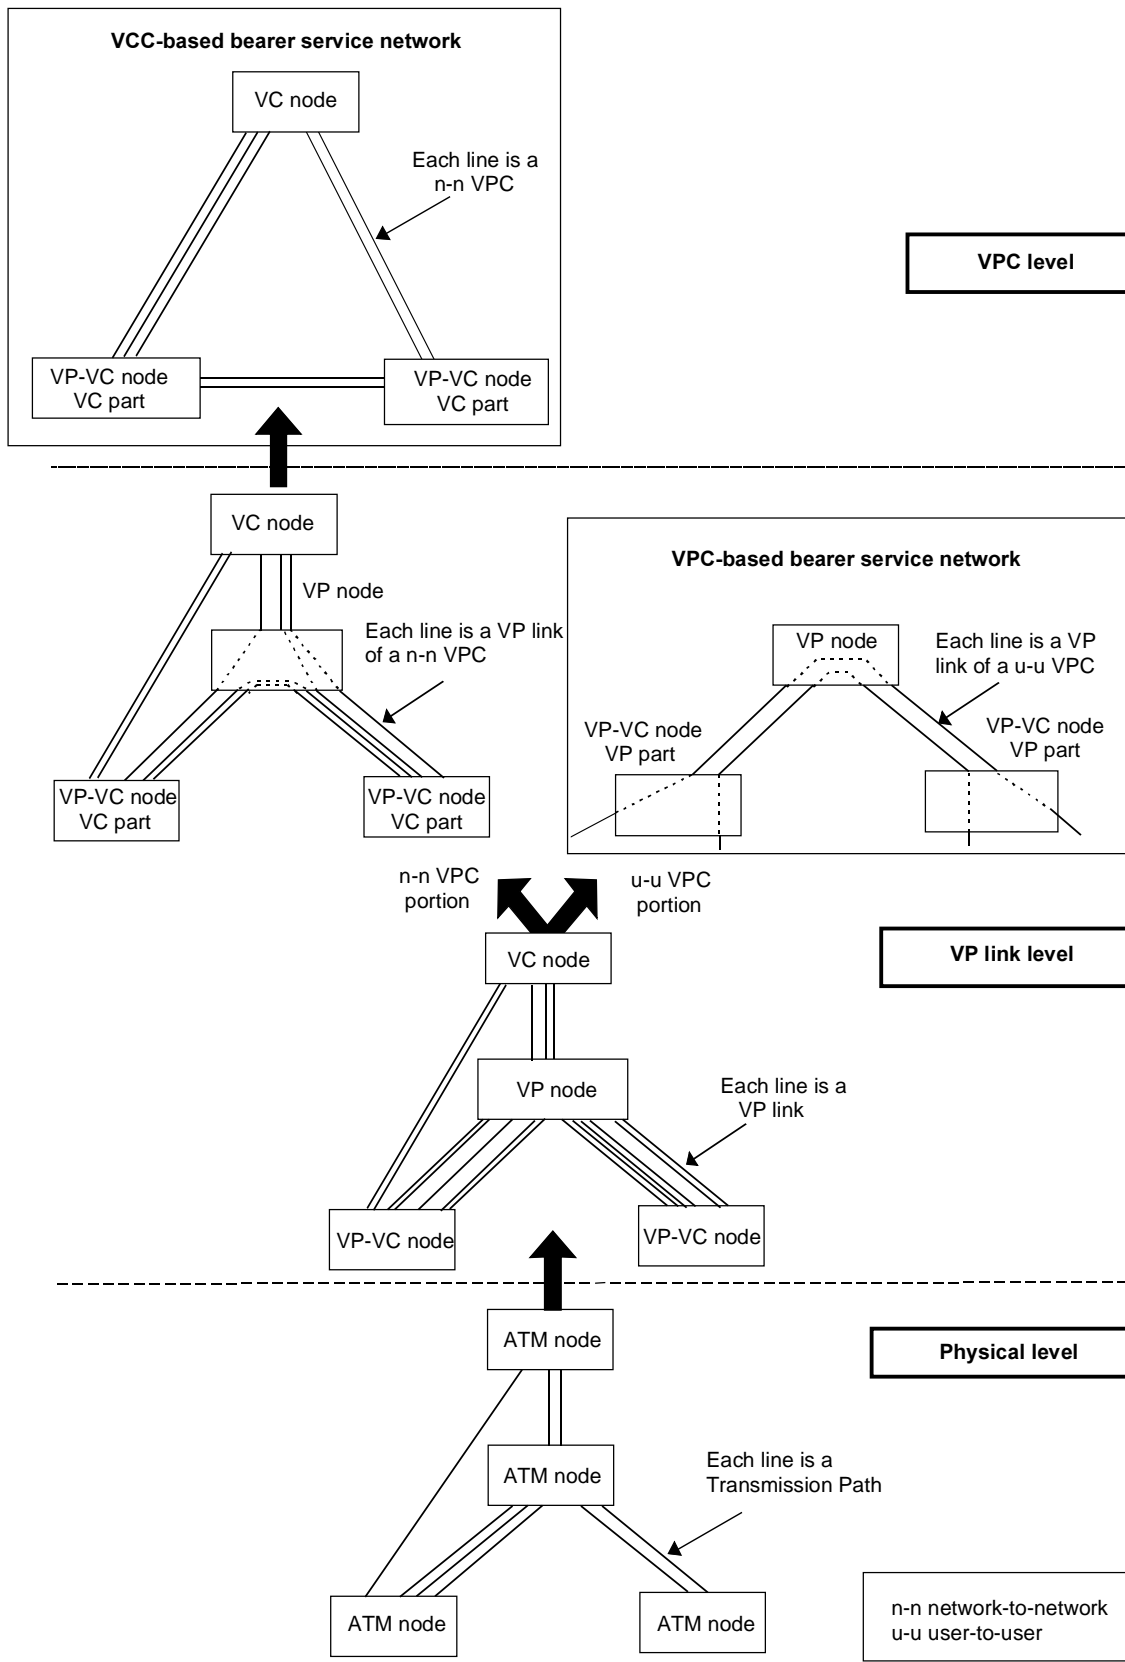 VCC-based bearer service network
VC node
Each line is a
n-n VPC
VPC level
VP-VC node
VC part
VP-VC node
VC part
VC node
VPC-based bearer service network
VP node
Each line is a VP link
of a n-n VPC
VP node
Each line is a VP
link of a u-u VPC
VP-VC node
VP part
VP-VC node
VP part
VP-VC node
VC part
VP-VC node
VC part
n-n VPC
portion
u-u VPC
portion
VC node
VP link level
VP node
Each line is a
VP link
VP-VC node
VP-VC node
ATM node
Physical level
ATM node
Each line is a
Transmission Path
ATM node
ATM node
n-n network-to-network
u-u user-to-user